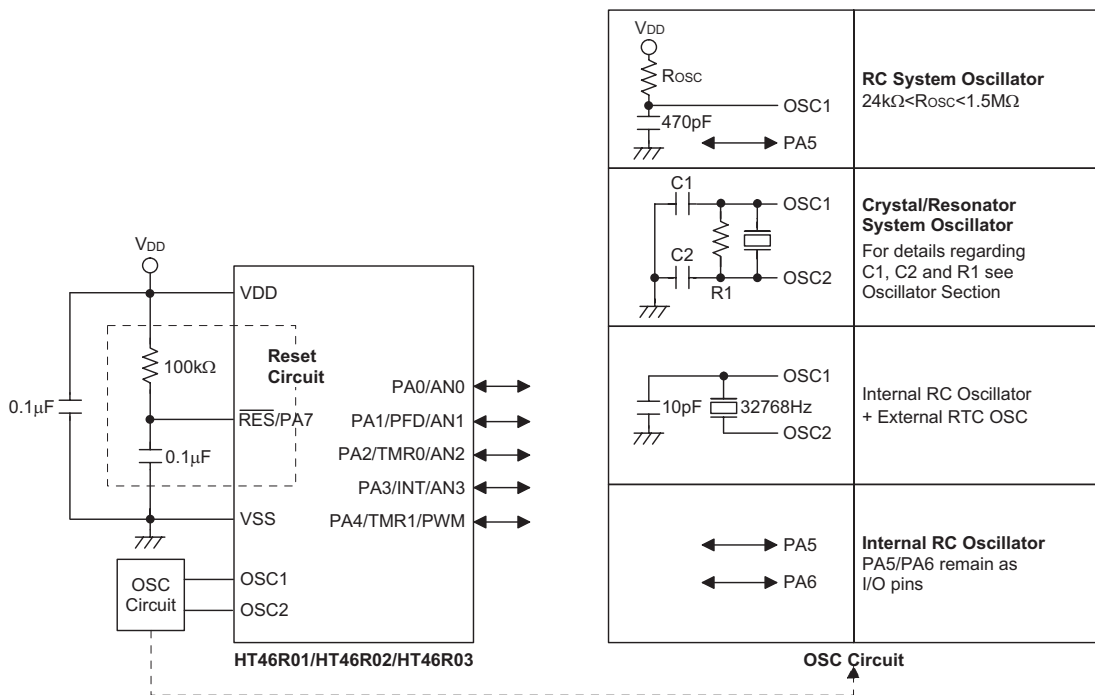 VDD
ROSC
OSC1
470pF
PA5
RC System Oscillator
24kΩ<ROSC<1.5MΩ
C1
OSC1
C2
OSC2
R1
Crystal/Resonator
System Oscillator
For details regarding
C1, C2 and R1 see
Oscillator Section
OSC1
10pF
32768Hz
OSC2
Internal RC Oscillator
+ External RTC OSC
PA5
PA6
Internal RC Oscillator
PA5/PA6 remain as
I/O pins
OSC Circuit
VDD
VDD
100kΩ
Reset
Circuit
0.1μF
RES/PA7
0.1μF
VSS
OSC
Circuit
OSC1
OSC2
PA0/AN0
PA1/PFD/AN1
PA2/TMR0/AN2
PA3/INT/AN3
PA4/TMR1/PWM
HT46R01/HT46R02/HT46R03